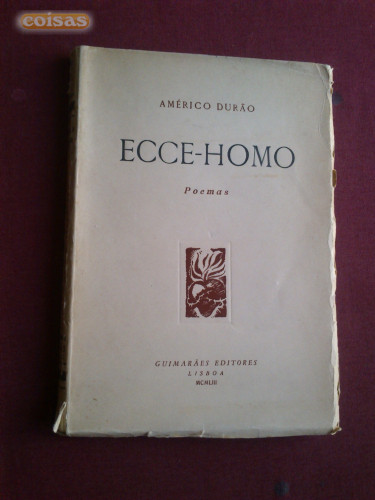 coisas
AMÉRICO DURÃO
ECCE-HOMO
Poemas
GUIMARÃES EDITORES
LISBOA
MCMLIII